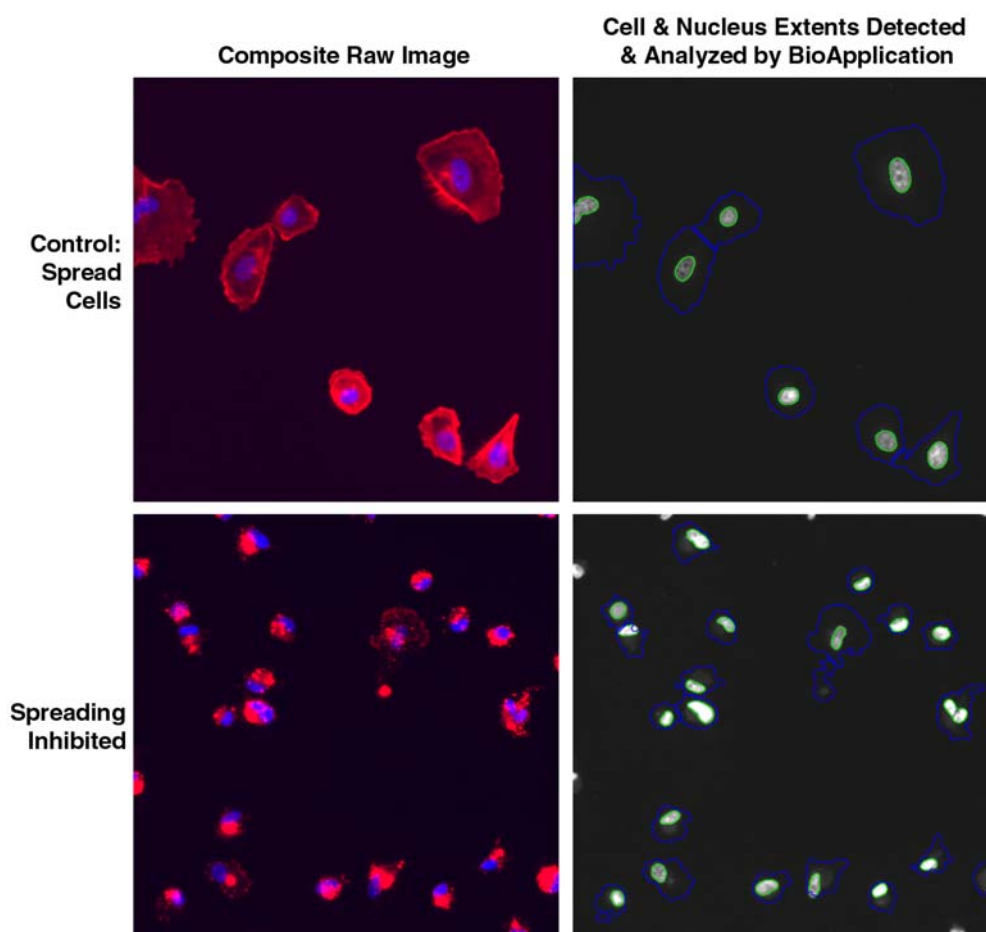 Composite Raw Image
Cell & Nucleus Extents Detected
& Analyzed by BioApplication
Control:
Spread
Cells
Spreading
Inhibited